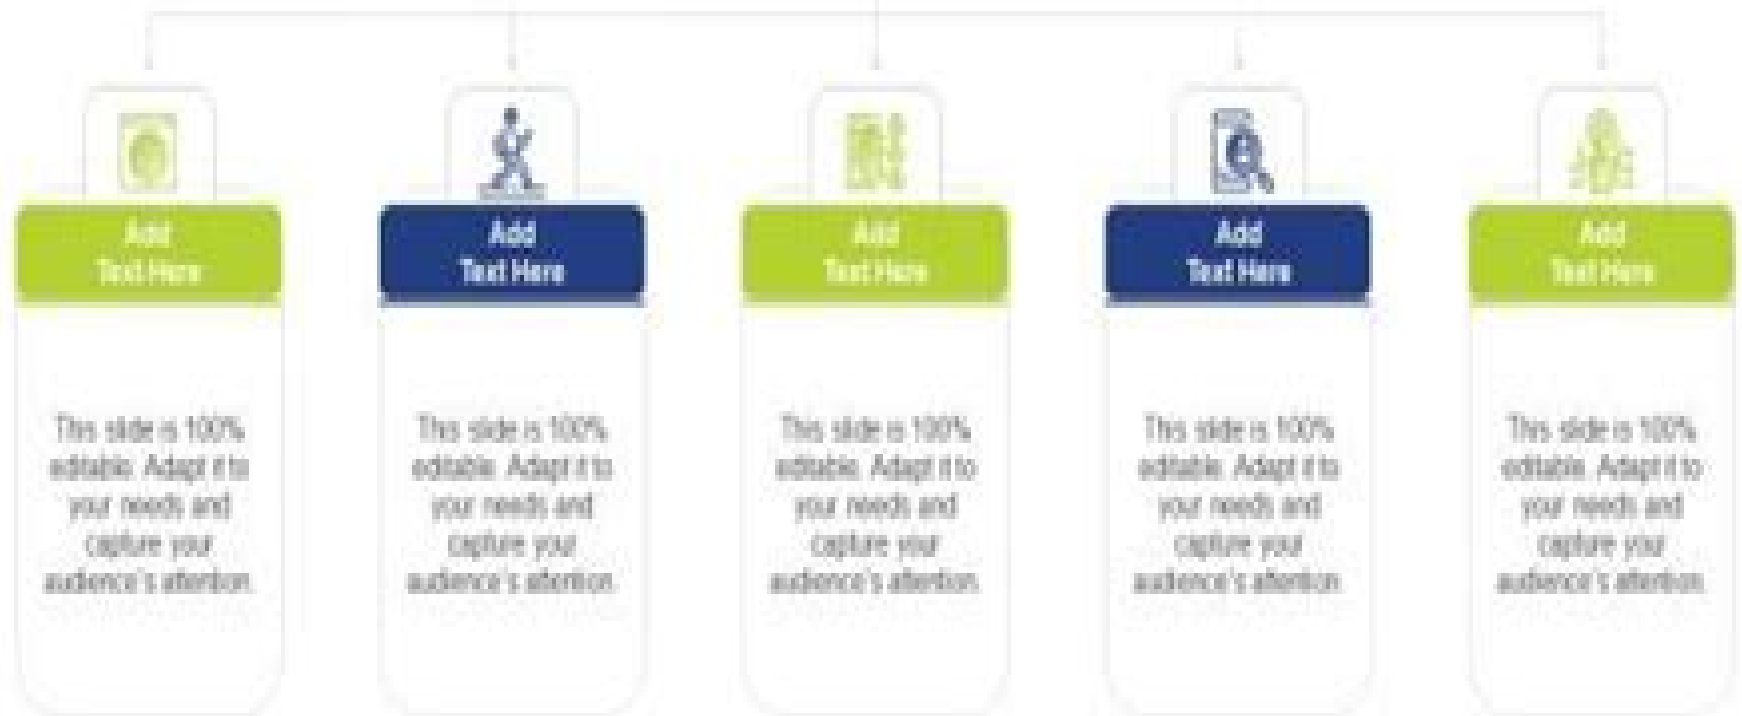 Add
Text Here
This slide is 100%
editable. Adapt it to
your needs and
capture your
audience's attention.
Add
Text Here
This slide is 100%
editable. Adapt it to
your needs and
capture your
audience's attention.
Add
Text Here
This slide is 100%
editable. Adapt it to
your needs and
capture your
audience's attention.
Add
Text Here
This slide is 100%
editable. Adapt it to
your needs and
capture your
audience's attention.
Add
Text Here
This slide is 100%
editable. Adapt it to
your needs and
capture your
audience's attention.